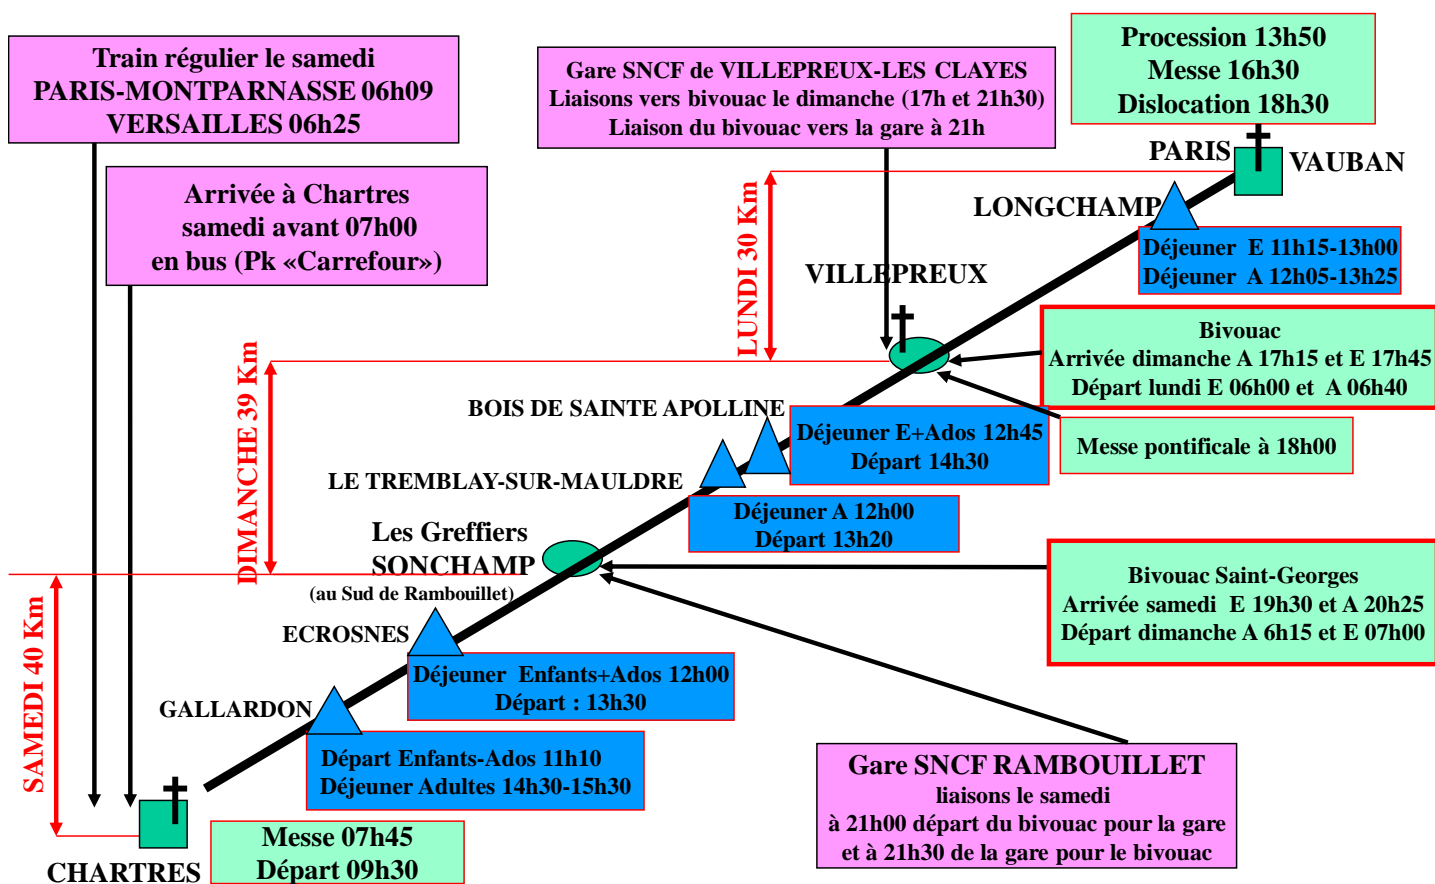 Train régulier le samedi
PARIS-MONTPARNASSE 06h09
VERSAILLES 06h25
Arrivée à Chartres
samedi avant 07h00
en bus (Pk «Carrefour»)
Gare SNCF de VILLEPREUX-LES CLAYES
Liaisons vers bivouac le dimanche (17h et 21h30)
Liaison du bivouac vers la gare à 21h
Procession 13h50
Messe 16h30
Dislocation 18h30
PARIS
VAUBAN
LONGCHAMP
Déjeuner E 11h15-13h00
Déjeuner A 12h05-13h25
LUNDI 30 Km
VILLEPREUX
Bivouac
Arrivée dimanche A 17h15 et E 17h45
Départ lundi E 06h00 et A 06h40
Messe pontificale à 18h00
DIMANCHE 39 Km
BOIS DE SAINTE APOLLINE
Déjeuner E+Ados 12h45
Départ 14h30
LE TREMBLAY-SUR-MAULDRE
Déjeuner A 12h00
Départ 13h20
Les Greffiers
SONCHAMP
(au Sud de Rambouillet)
Bivouac Saint-Georges
Arrivée samedi E 19h30 et A 20h25
Départ dimanche A 6h15 et E 07h00
SAMEDI 40 Km
ECROSNES
Déjeuner Enfants+Ados 12h00
Départ : 13h30
GALLARDON
Départ Enfants-Ados 11h10
Déjeuner Adultes 14h30-15h30
Gare SNCF RAMBOUILLET
liaisons le samedi
à 21h00 départ du bivouac pour la gare
et à 21h30 de la gare pour le bivouac
CHARTRES
Messe 07h45
Départ 09h30